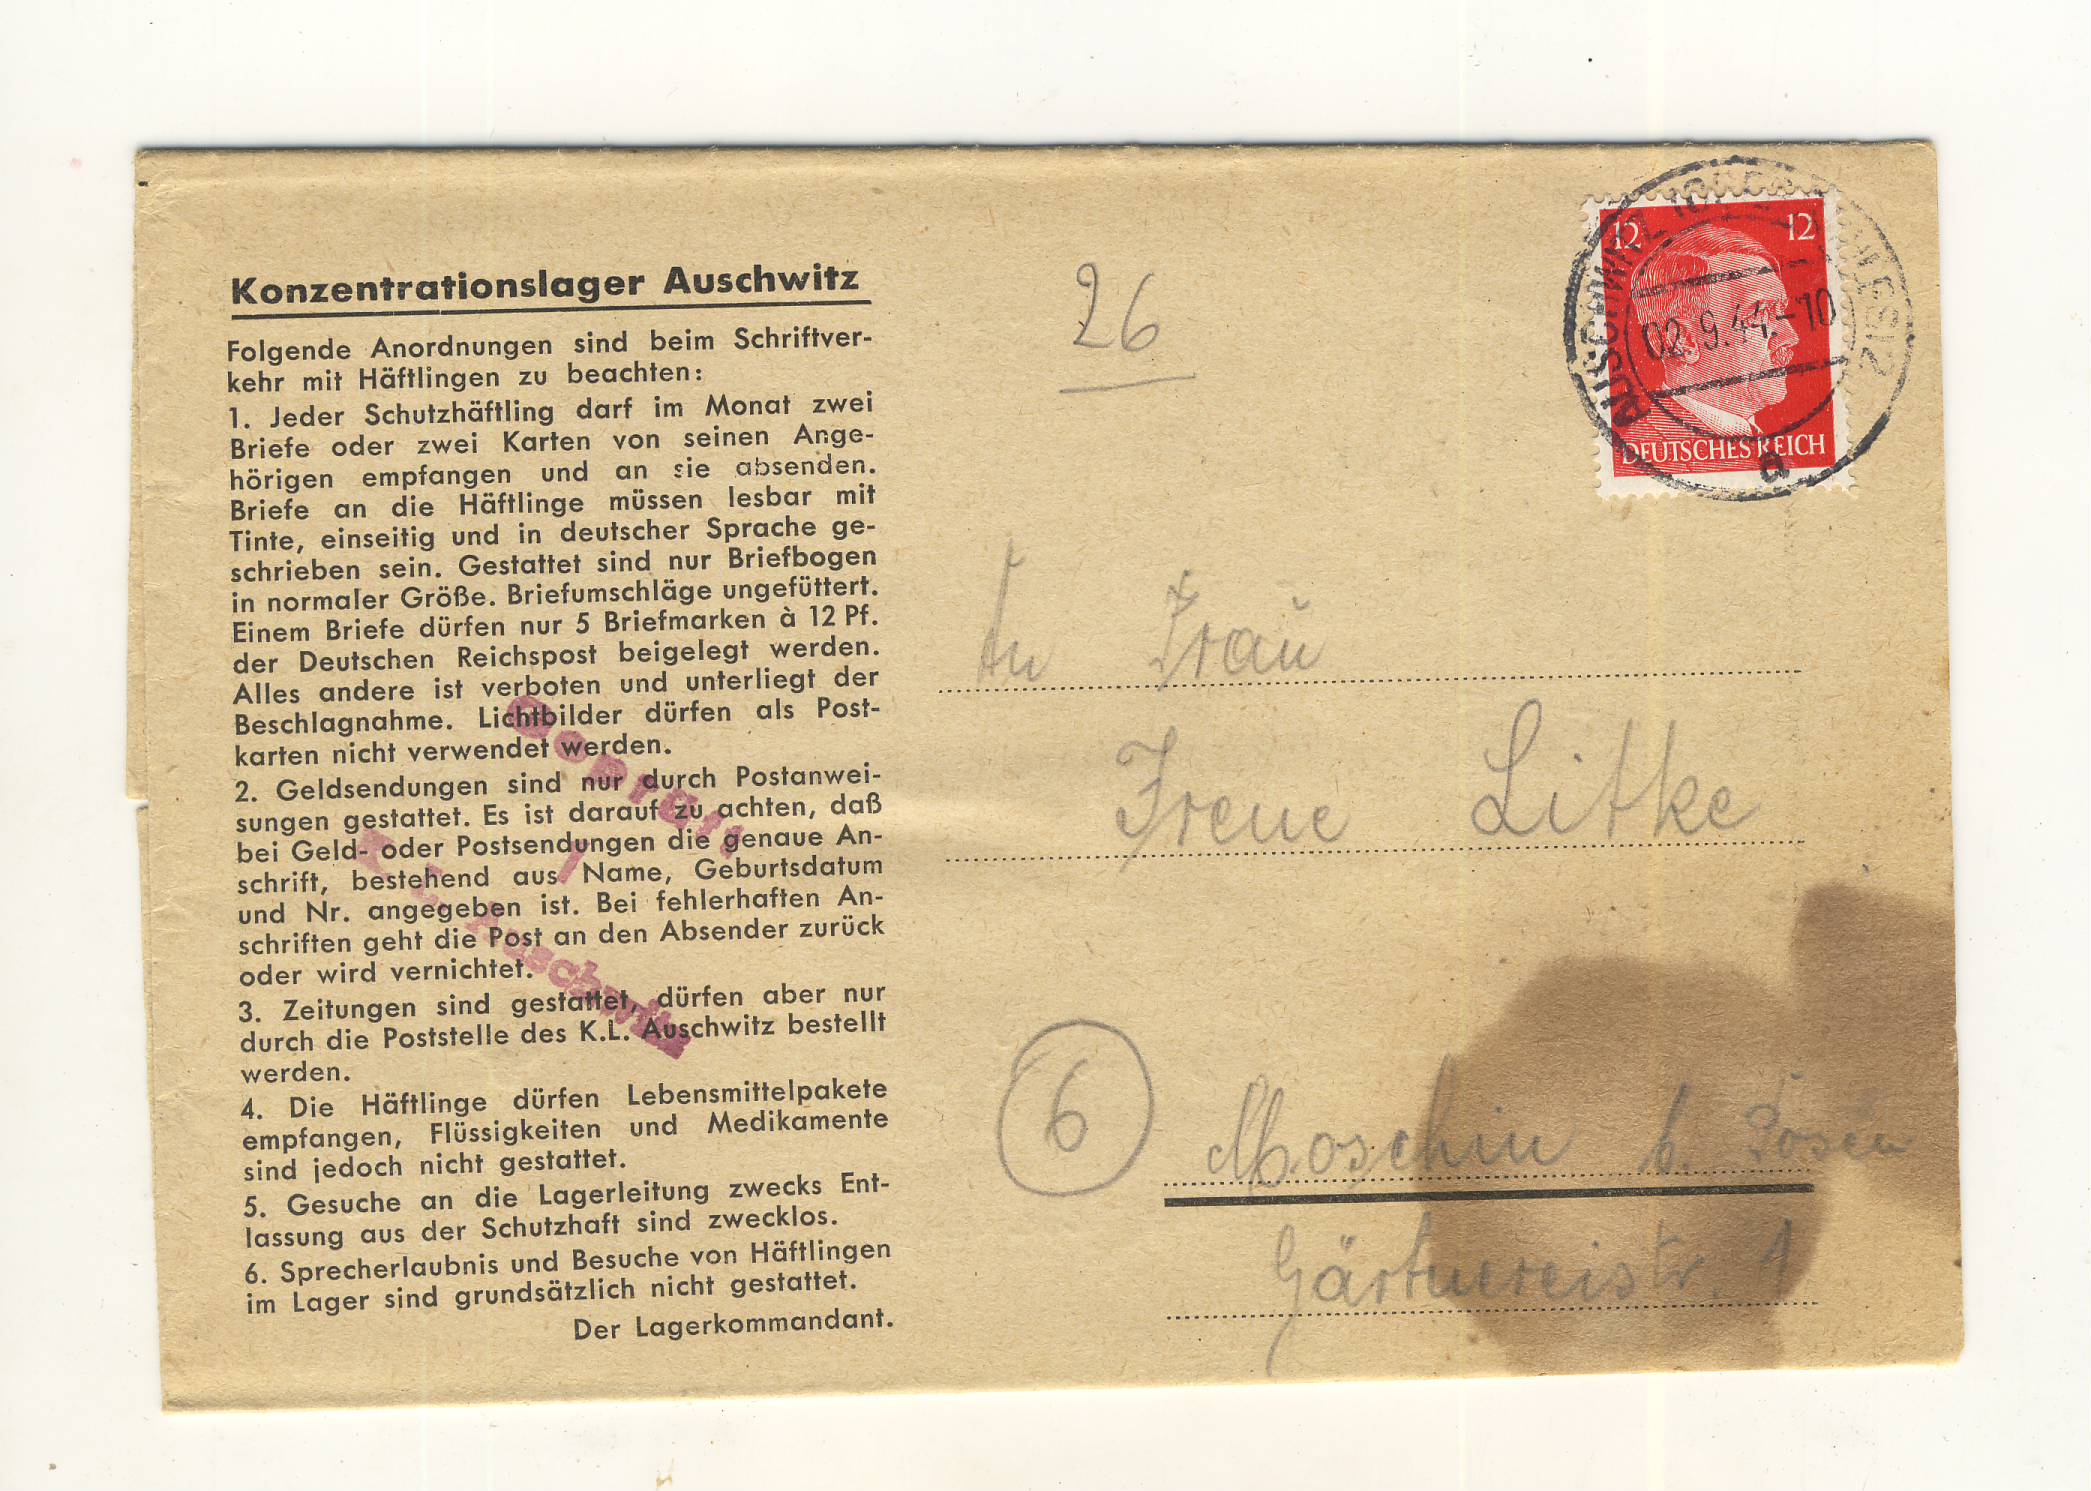 Konzentrationslager Auschwitz
Folgende Anordnungen sind beim Schriftver-
kehr mit Häftlingen zu beachten:
1. Jeder Schutzhäftling darf im Monat zwei
Briefe oder zwei Karten von seinen Ange-
hörigen empfangen und an sie absenden.
Briefe an die Häftlinge müssen lesbar mit
Tinte, einseitig und in deutscher Sprache ge-
schrieben sein. Gestattet sind nur Briefbogen
in normaler Größe. Briefumschläge ungefüttert.
Einem Briefe dürfen nur 5 Briefmarken à 12 Pf.
der Deutschen Reichspost beigelegt werden.
Alles andere ist verboten und unterliegt der
Beschlagnahme. Lichtbilder dürfen als Post-
karten nicht verwendet werden.
2. Geldsendungen sind nur durch Postanwei-
sungen gestattet. Es ist darauf zu achten, daß
bei Geld- oder Postsendungen die genaue An-
schrift, bestehend aus Name, Geburtsdatum
und Nr. angegeben ist. Bei fehlerhaften An-
schriften geht die Post an den Absender zurück
oder wird vernichtet.
3. Zeitungen sind gestattet, dürfen aber nur
durch die Poststelle des K.L. Auschwitz bestellt
werden.
4. Die Häftlinge dürfen Lebensmittelpakete
empfangen, Flüssigkeiten und Medikamente
sind jedoch nicht gestattet.
5. Gesuche an die Lagerleitung zwecks Ent-
lassung aus der Schutzhaft sind zwecklos.
6. Sprecherlaubnis und Besuche von Häftlingen
im Lager sind grundsätzlich nicht gestattet.
Der Lagerkommandant.
Geprüft
K.L. Auschwitz
26
12 12
DEUTSCHES REICH
AUSCHWITZ
02.9.44.-10
a
An Frau
Irene Litke
6 Moschin b. Posen
Gärtnereistr. 1